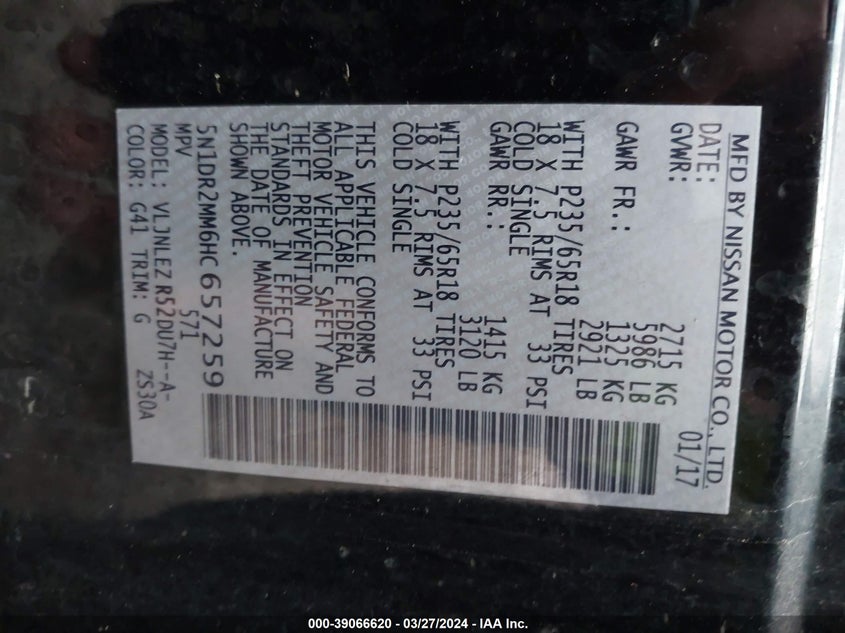 MFD BY NISSAN MOTOR CO., LTD.
DATE: 01/17
GVWR: 2715 KG
5986 LB
GAWR FR.: 1325 KG
2921 LB
WITH P235/65R18 TIRES
18 X 7.5 RIMS AT 33 PSI
COLD SINGLE
GAWR RR.: 1415 KG
3120 LB
WITH P235/65R18 TIRES
18 X 7.5 RIMS AT 33 PSI
COLD SINGLE
THIS VEHICLE CONFORMS TO
ALL APPLICABLE FEDERAL
MOTOR VEHICLE SAFETY AND
THEFT PREVENTION
STANDARDS IN EFFECT ON
THE DATE OF MANUFACTURE
SHOWN ABOVE.
5N1DR2MM6HC657259
MPV 571
MODEL: VLJNLEZ R52DU7H--A-
COLOR: G41 TRIM: G ZS30A
000-39066620 - 03/27/2024 - IAA Inc.